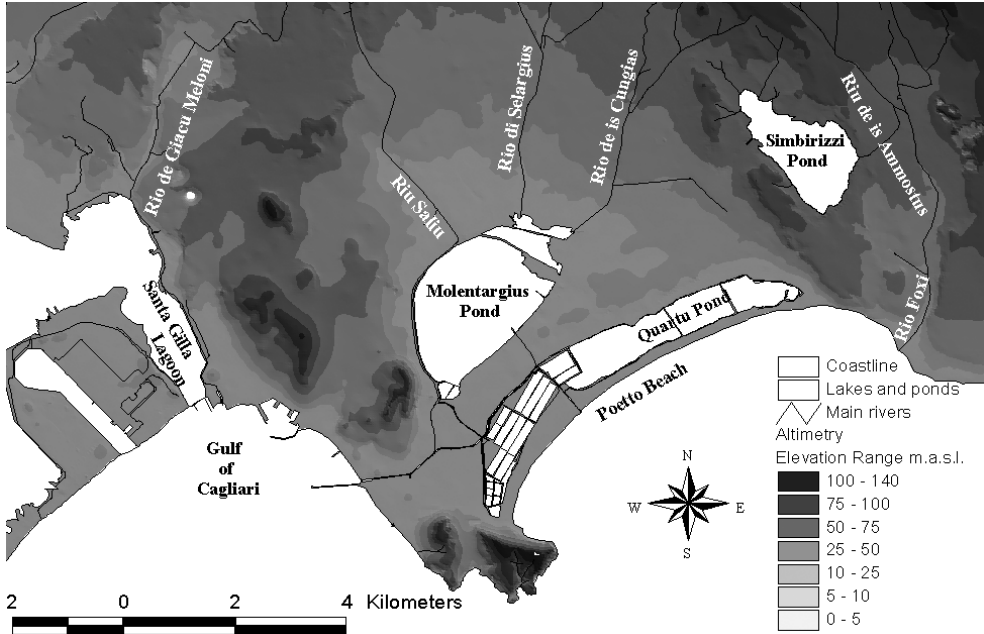 Rio de Giacu Meloni
Riu Saliu
Rio di Selargius
Rio de is Cungias
Riu de is Ammostus
Simbirizzi
Pond
Rio Foxi
Santa Gilla
Lagoon
Molentargius
Pond
Quartu Pond
Poetto Beach
Gulf
of
Cagliari
Coastline
Lakes and ponds
Main rivers
Altimetry
Elevation Range m.a.s.l.
100 - 140
75 - 100
50 - 75
25 - 50
10 - 25
5 - 10
0 - 5
N
W
E
S
2 0 2 4 Kilometers